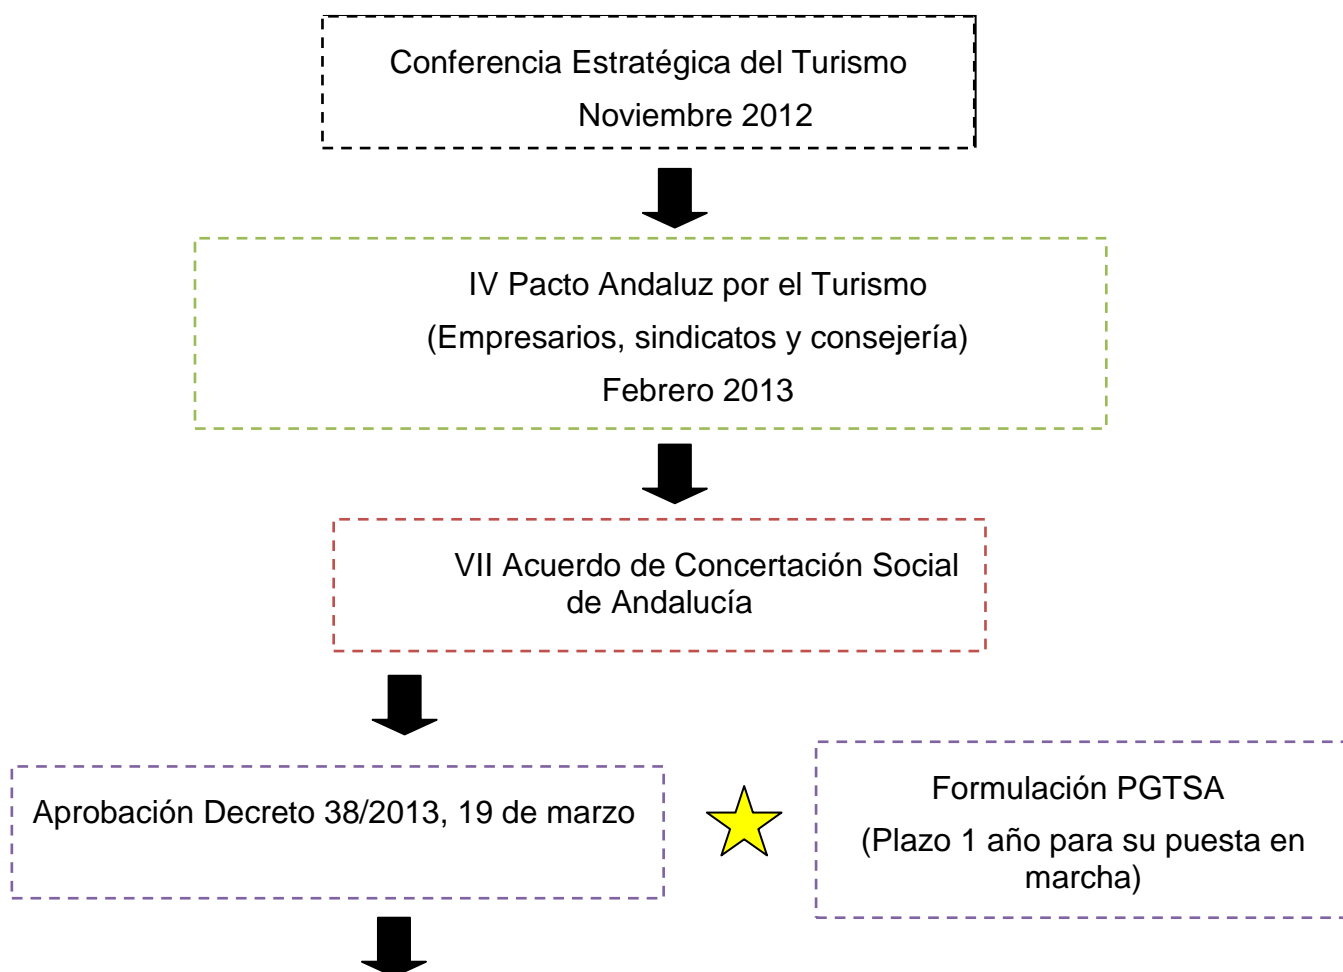 Conferencia Estratégica del Turismo
Noviembre 2012
IV Pacto Andaluz por el Turismo
(Empresarios, sindicatos y consejería)
Febrero 2013
VII Acuerdo de Concertación Social
de Andalucía
Aprobación Decreto 38/2013, 19 de marzo
Formulación PGTSA
(Plazo 1 año para su puesta en
marcha)